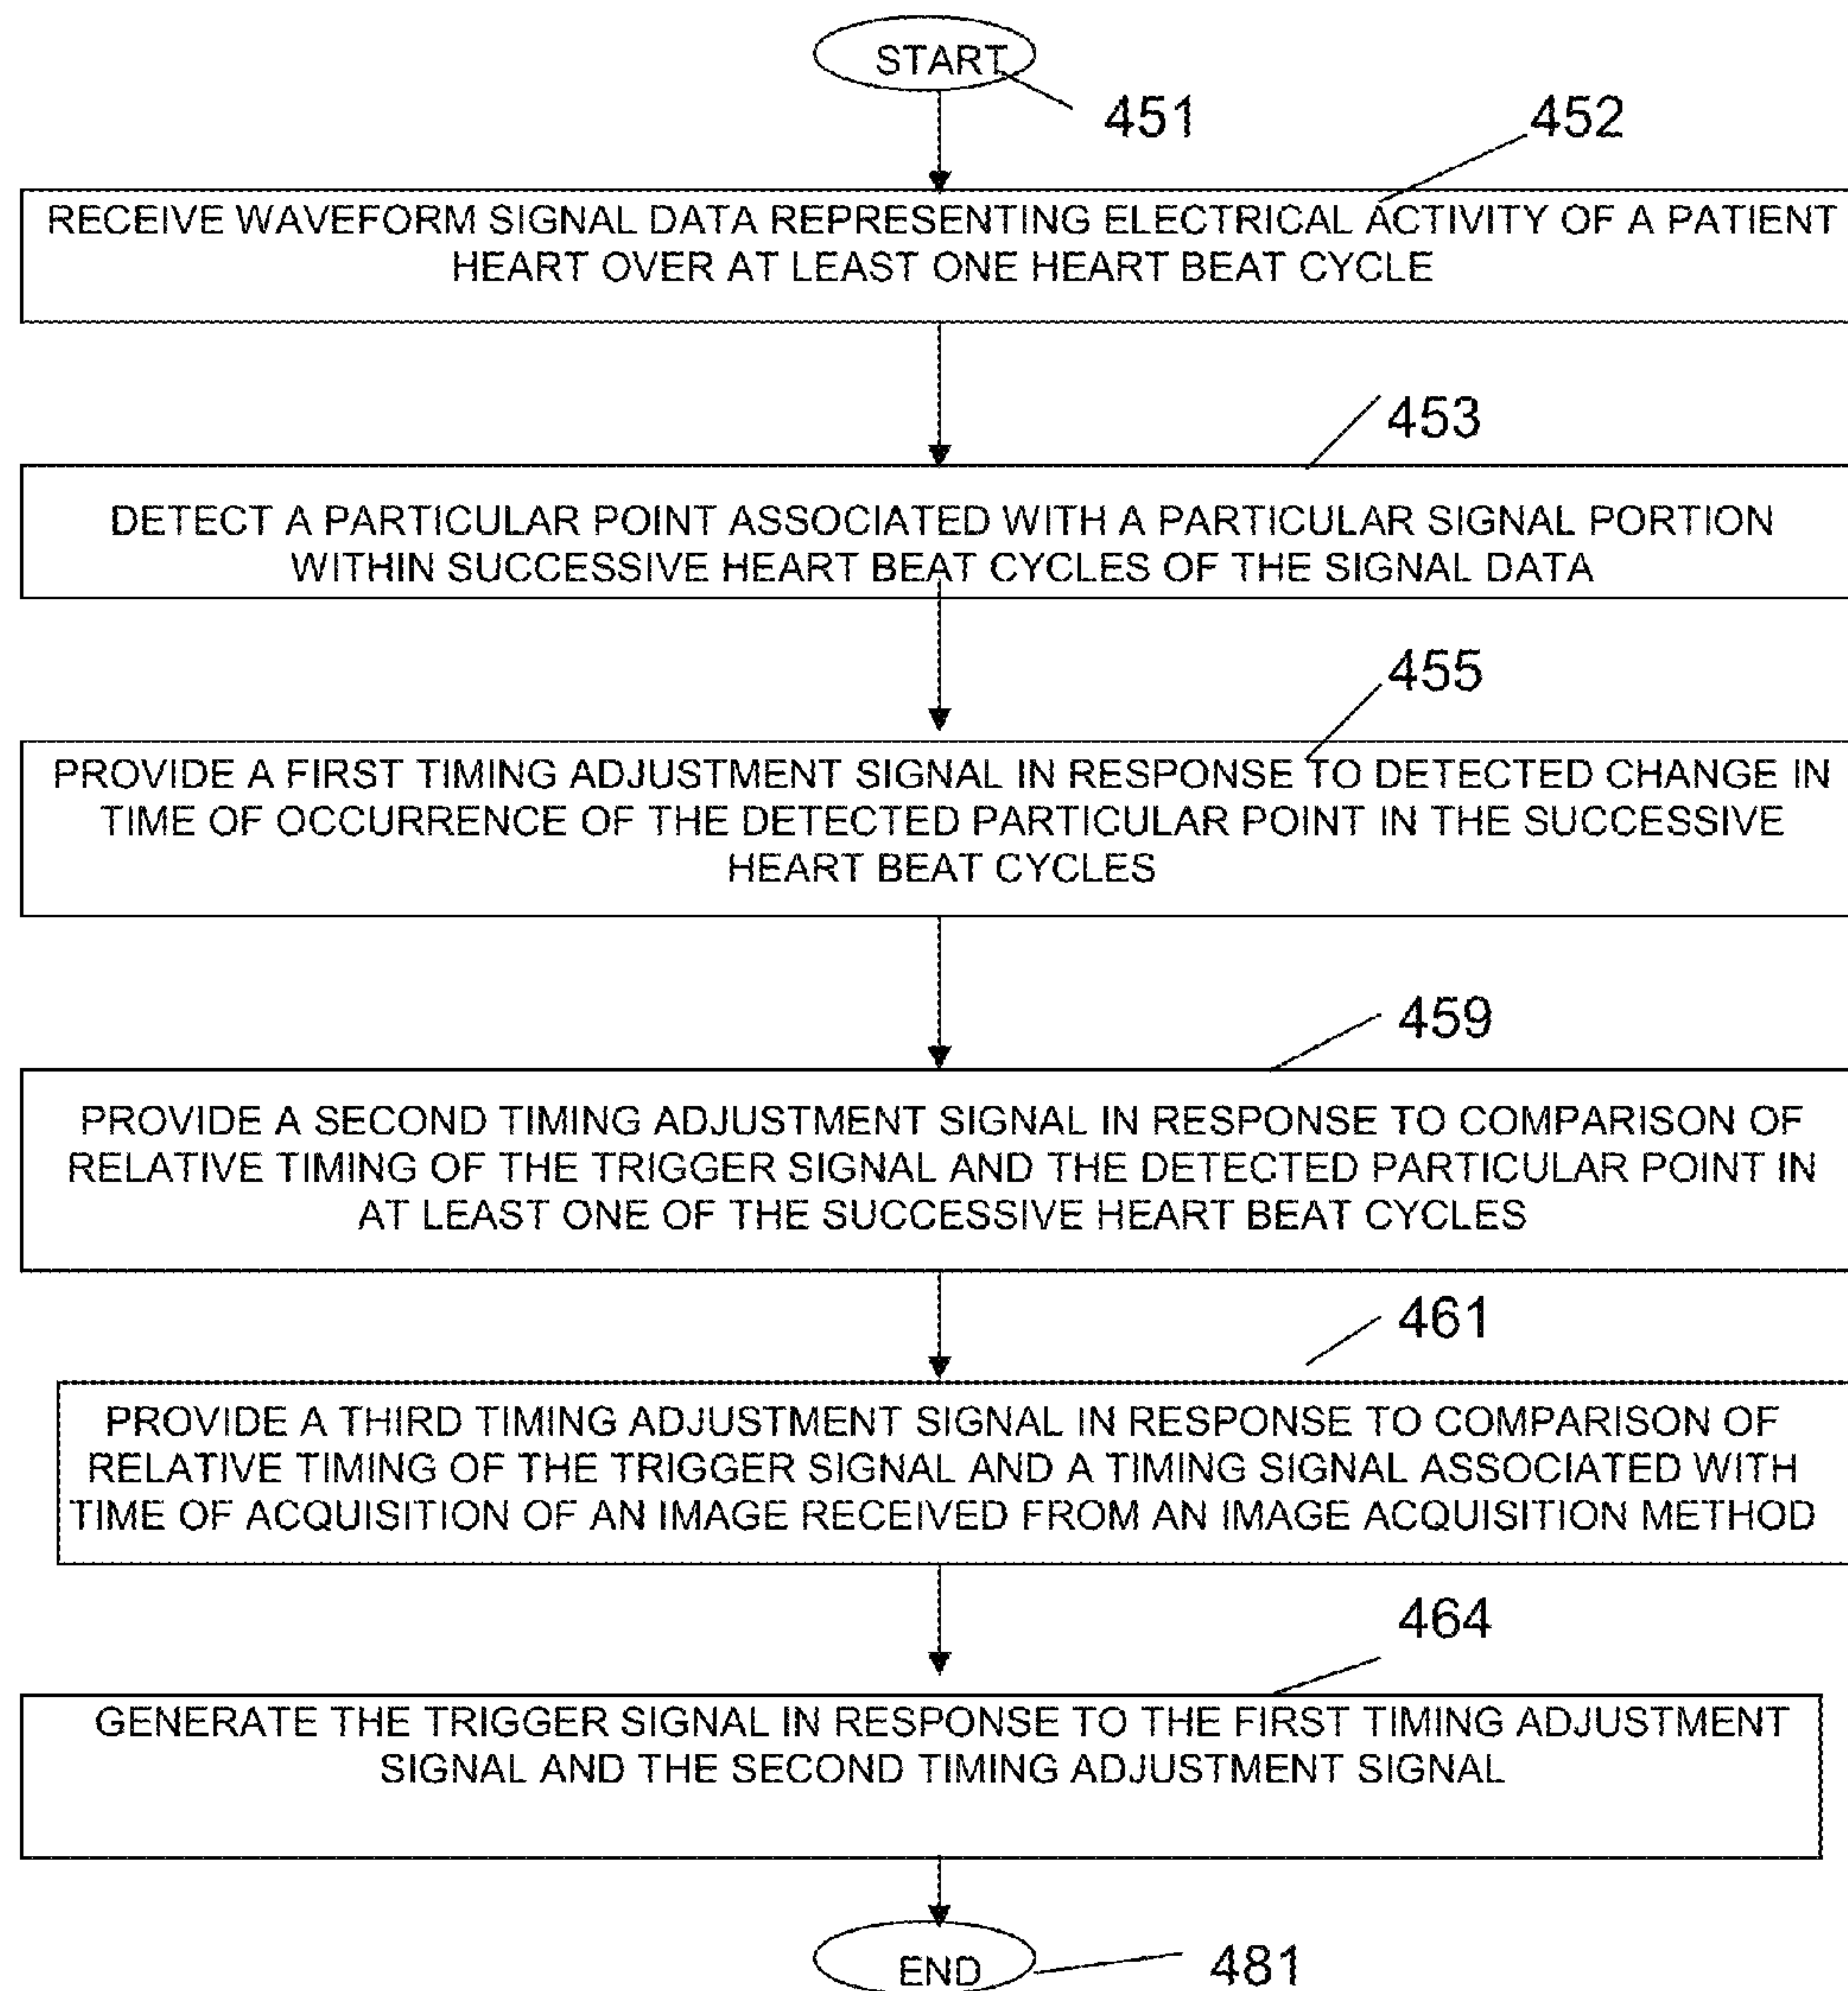 START
451
452
RECEIVE WAVEFORM SIGNAL DATA REPRESENTING ELECTRICAL ACTIVITY OF A PATIENT
HEART OVER AT LEAST ONE HEART BEAT CYCLE
453
DETECT A PARTICULAR POINT ASSOCIATED WITH A PARTICULAR SIGNAL PORTION
WITHIN SUCCESSIVE HEART BEAT CYCLES OF THE SIGNAL DATA
455
PROVIDE A FIRST TIMING ADJUSTMENT SIGNAL IN RESPONSE TO DETECTED CHANGE IN
TIME OF OCCURRENCE OF THE DETECTED PARTICULAR POINT IN THE SUCCESSIVE
HEART BEAT CYCLES
459
PROVIDE A SECOND TIMING ADJUSTMENT SIGNAL IN RESPONSE TO COMPARISON OF
RELATIVE TIMING OF THE TRIGGER SIGNAL AND THE DETECTED PARTICULAR POINT IN
AT LEAST ONE OF THE SUCCESSIVE HEART BEAT CYCLES
461
PROVIDE A THIRD TIMING ADJUSTMENT SIGNAL IN RESPONSE TO COMPARISON OF
RELATIVE TIMING OF THE TRIGGER SIGNAL AND A TIMING SIGNAL ASSOCIATED WITH
TIME OF ACQUISITION OF AN IMAGE RECEIVED FROM AN IMAGE ACQUISITION METHOD
464
GENERATE THE TRIGGER SIGNAL IN RESPONSE TO THE FIRST TIMING ADJUSTMENT
SIGNAL AND THE SECOND TIMING ADJUSTMENT SIGNAL
END
481